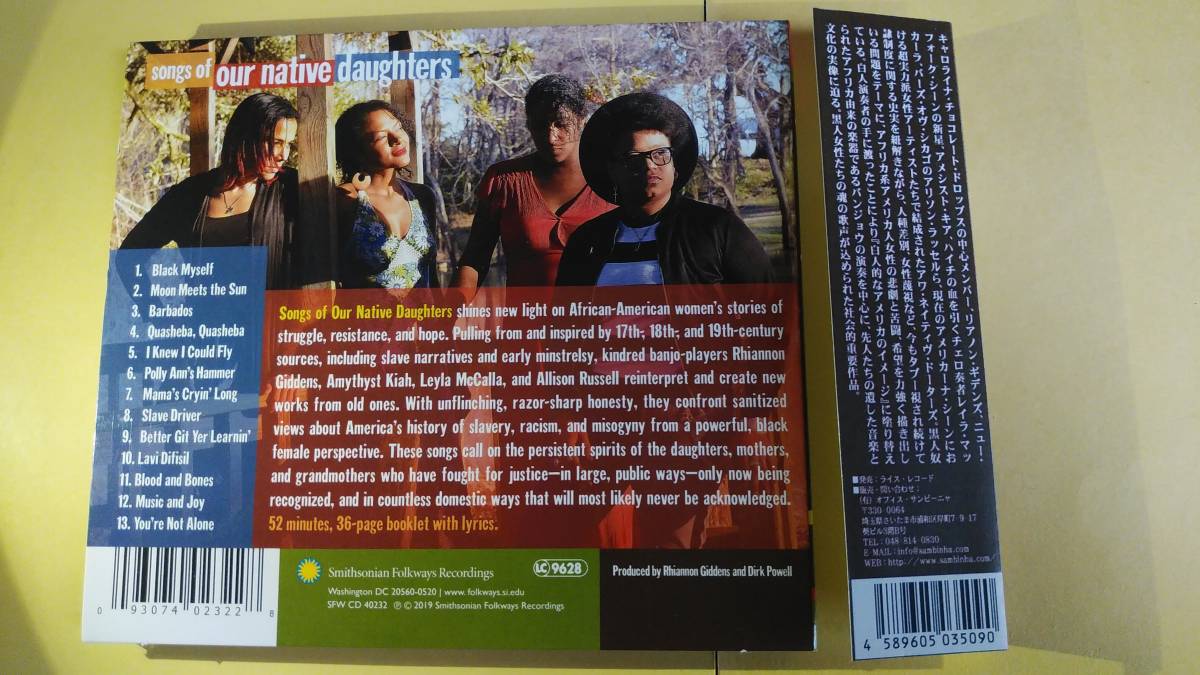 songs of our native daughters
1. Black Myself
2. Moon Meets the Sun
3. Barbados
4. Quasheba, Quasheba
5. I Knew I Could Fly
6. Polly Ann's Hammer
7. Mama's Cryin' Long
8. Slave Driver
9. Better Git Yer Learnin'
10. Lavi Difisil
11. Blood and Bones
12. Music and Joy
13. You're Not Alone
Songs of Our Native Daughters shines new light on African-American women's stories of
struggle, resistance, and hope. Pulling from and inspired by 17th-, 18th-, and 19th-century
sources, including slave narratives and early minstrelsy, kindred banjo-players Rhiannon
Giddens, Amythyst Kiah, Leyla McCalla, and Allison Russell reinterpret and create new
works from old ones. With unflinching, razor-sharp honesty, they confront sanitized
views about America's history of slavery, racism, and misogyny from a powerful, black
female perspective. These songs call on the persistent spirits of the daughters, mothers,
and grandmothers who have fought for justice—in large, public ways—only now being
recognized, and in countless domestic ways that will most likely never be acknowledged.
52 minutes, 36-page booklet with lyrics.
0 93074 02322 8
Smithsonian Folkways Recordings
Washington DC 20560-0520 | www.folkways.si.edu
SFW CD 40232 ℗ © 2019 Smithsonian Folkways Recordings
LC 9628
Produced by Rhiannon Giddens and Dirk Powell
キャロライナ・チョコレート・ドロップスの中心メンバー、リアノン・ギデンズ、ニュー・
フォーク・シーンの新星、アメシスト・キア、ハイチの血を引くチェロ奏者レイラ・マッ
カーラ、バーズ・オヴ・シカゴのアリソン・ラッセルら、現在のアメリカーナ・シーンにお
ける超実力派女性アーティストたちで結成されたアワ・ネイティヴ・ドーターズ。黒人奴
隷制度に関する史実を紐解きながら、人種差別、女性蔑視など、今もタブー視され続けて
いる問題をテーマに、アフリカ系アメリカ人女性の悲劇と苦闘、希望を力強く描き出し
ている。白人演奏者の手に渡ったことにより『白人的なアメリカのイメージ』に塗り替え
られたアフリカ由来の楽器であるバンジョウの演奏を中心に、先人たちの遺した音楽と
文化の実像に迫る。黒人女性たちの魂の歌声が込められた社会的重要作品。
■発売：ライス・レコード
■販売・問い合わせ：
(有) オフィス・サンビーニャ
〒330-0064
埼玉県さいたま市浦和区岸町7-9-17
葵ビル3階B号
TEL：048-814-0830
E-MAIL：info@sambinha.com
WEB：http://www.sambinha.com/
4 589605 035090